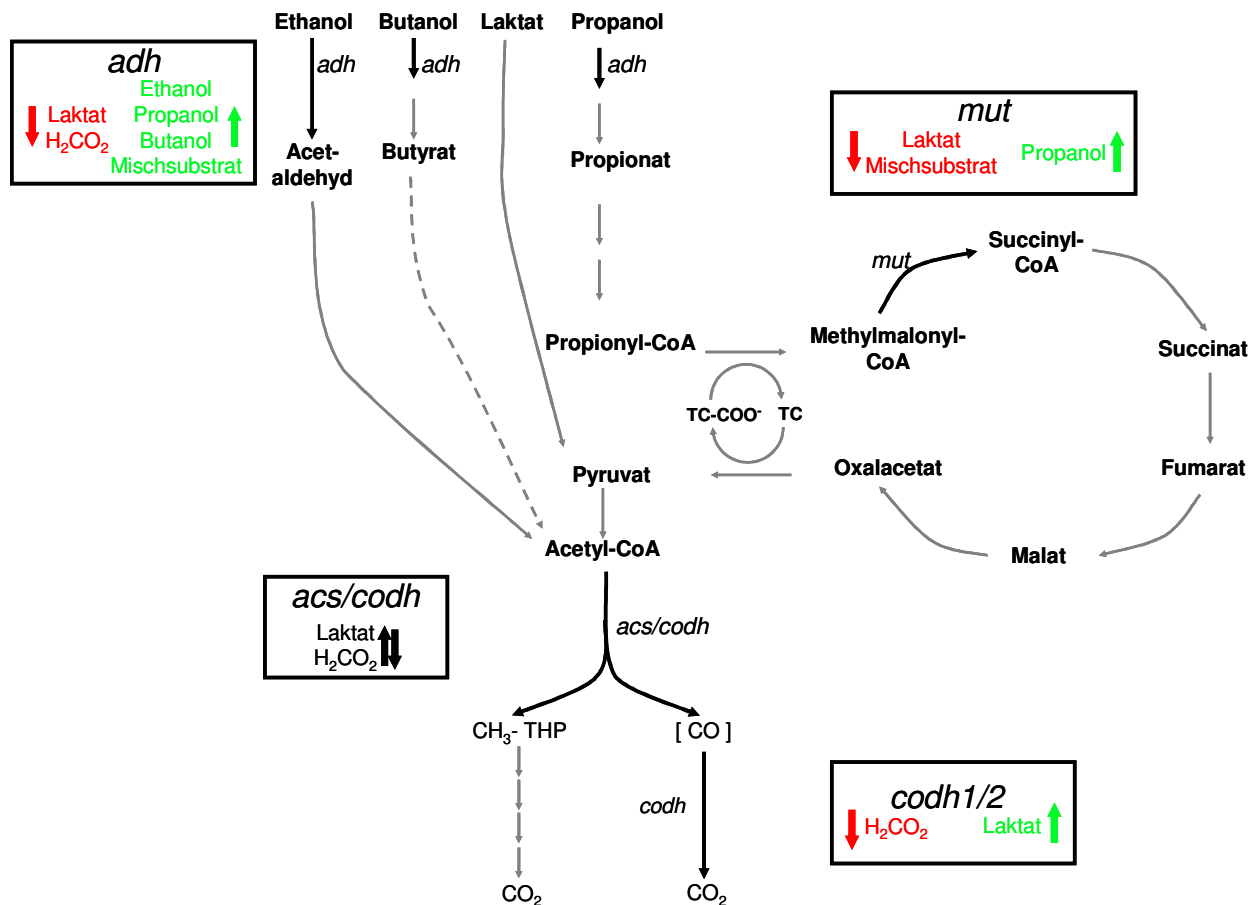 Ethanol Butanol Laktat Propanol
adh
Ethanol
Propanol
Butanol
Mischsubstrat
Laktat
H₂CO₂
adh adh adh
Acet-
aldehyd
Butyrat
Propionat
mut
Laktat
Mischsubstrat
Propanol
mut
Succinyl-
CoA
Propionyl-CoA
Methylmalonyl-
CoA
Succinat
TC-COO⁻ TC
Pyruvat
Oxalacetat
Fumarat
Acetyl-CoA
Malat
acs/codh
Laktat
H₂CO₂
acs/codh
CH₃- THP
[ CO ]
codh
codh1/2
H₂CO₂
Laktat
CO₂
CO₂